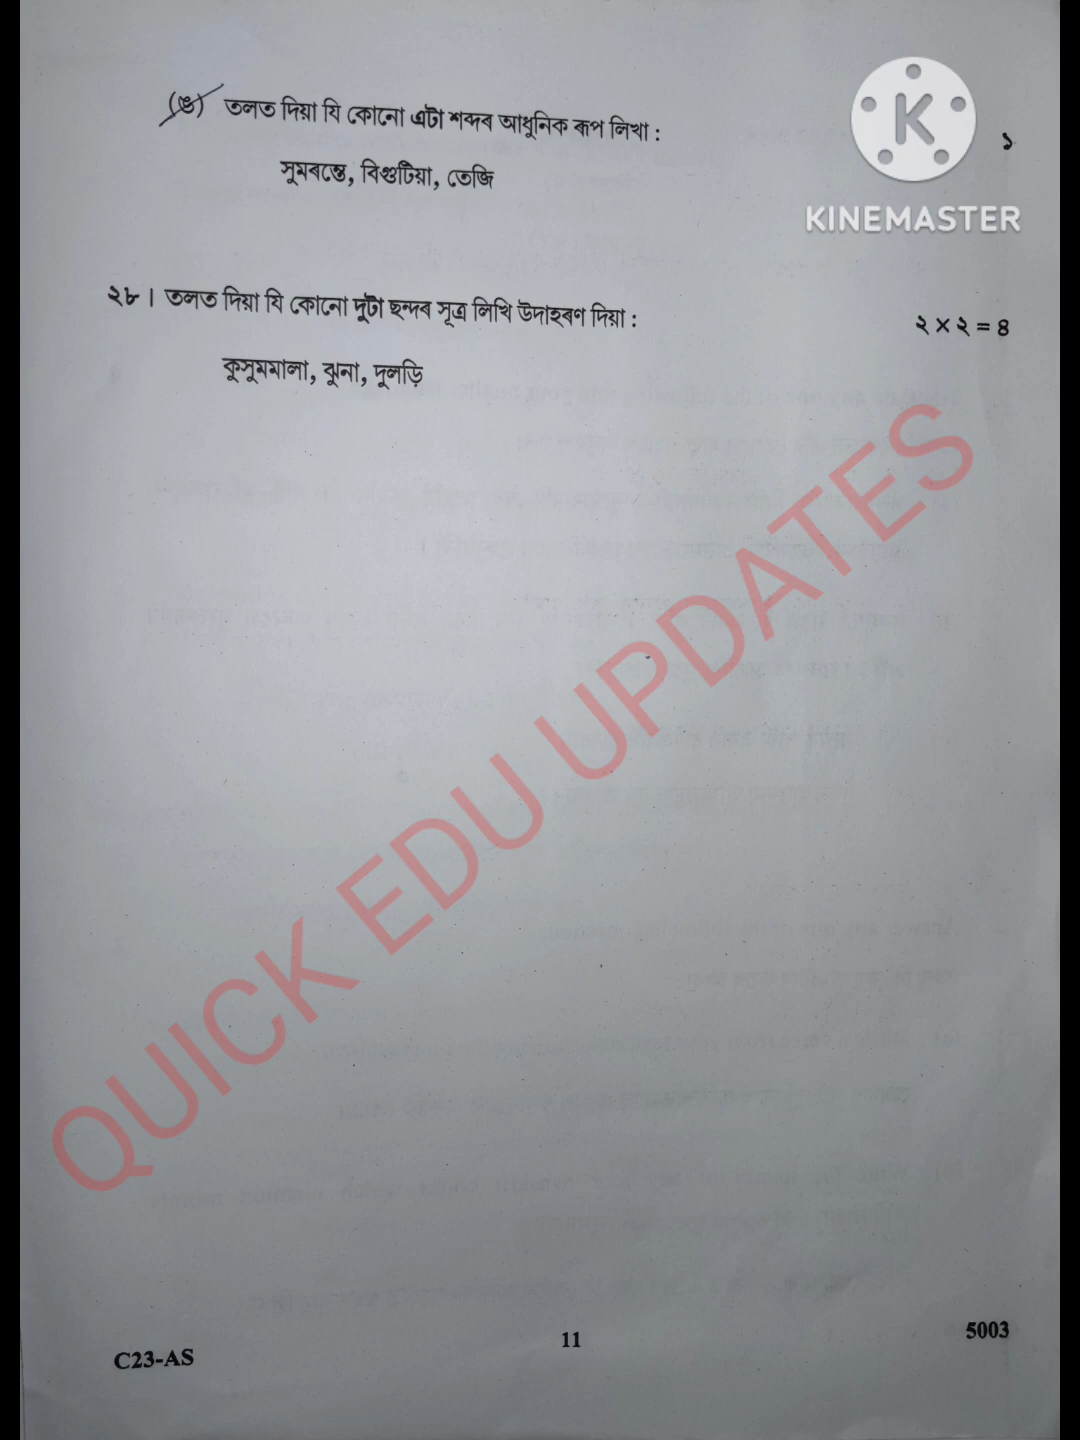 (ঙ) তলত দিয়া যি কোনো এটা শব্দৰ আধুনিক ৰূপ লিখা :
১
সুমৰন্তে, বিগুটিয়া, তেজি
KINEMASTER
২৮। তলত দিয়া যি কোনো দুটা ছন্দৰ সূত্ৰ লিখি উদাহৰণ দিয়া :
২ × ২ = ৪
কুসুমমালা, ঝুনা, দুলড়ি
QUICK EDU UPDATES
C23-AS
11
5003